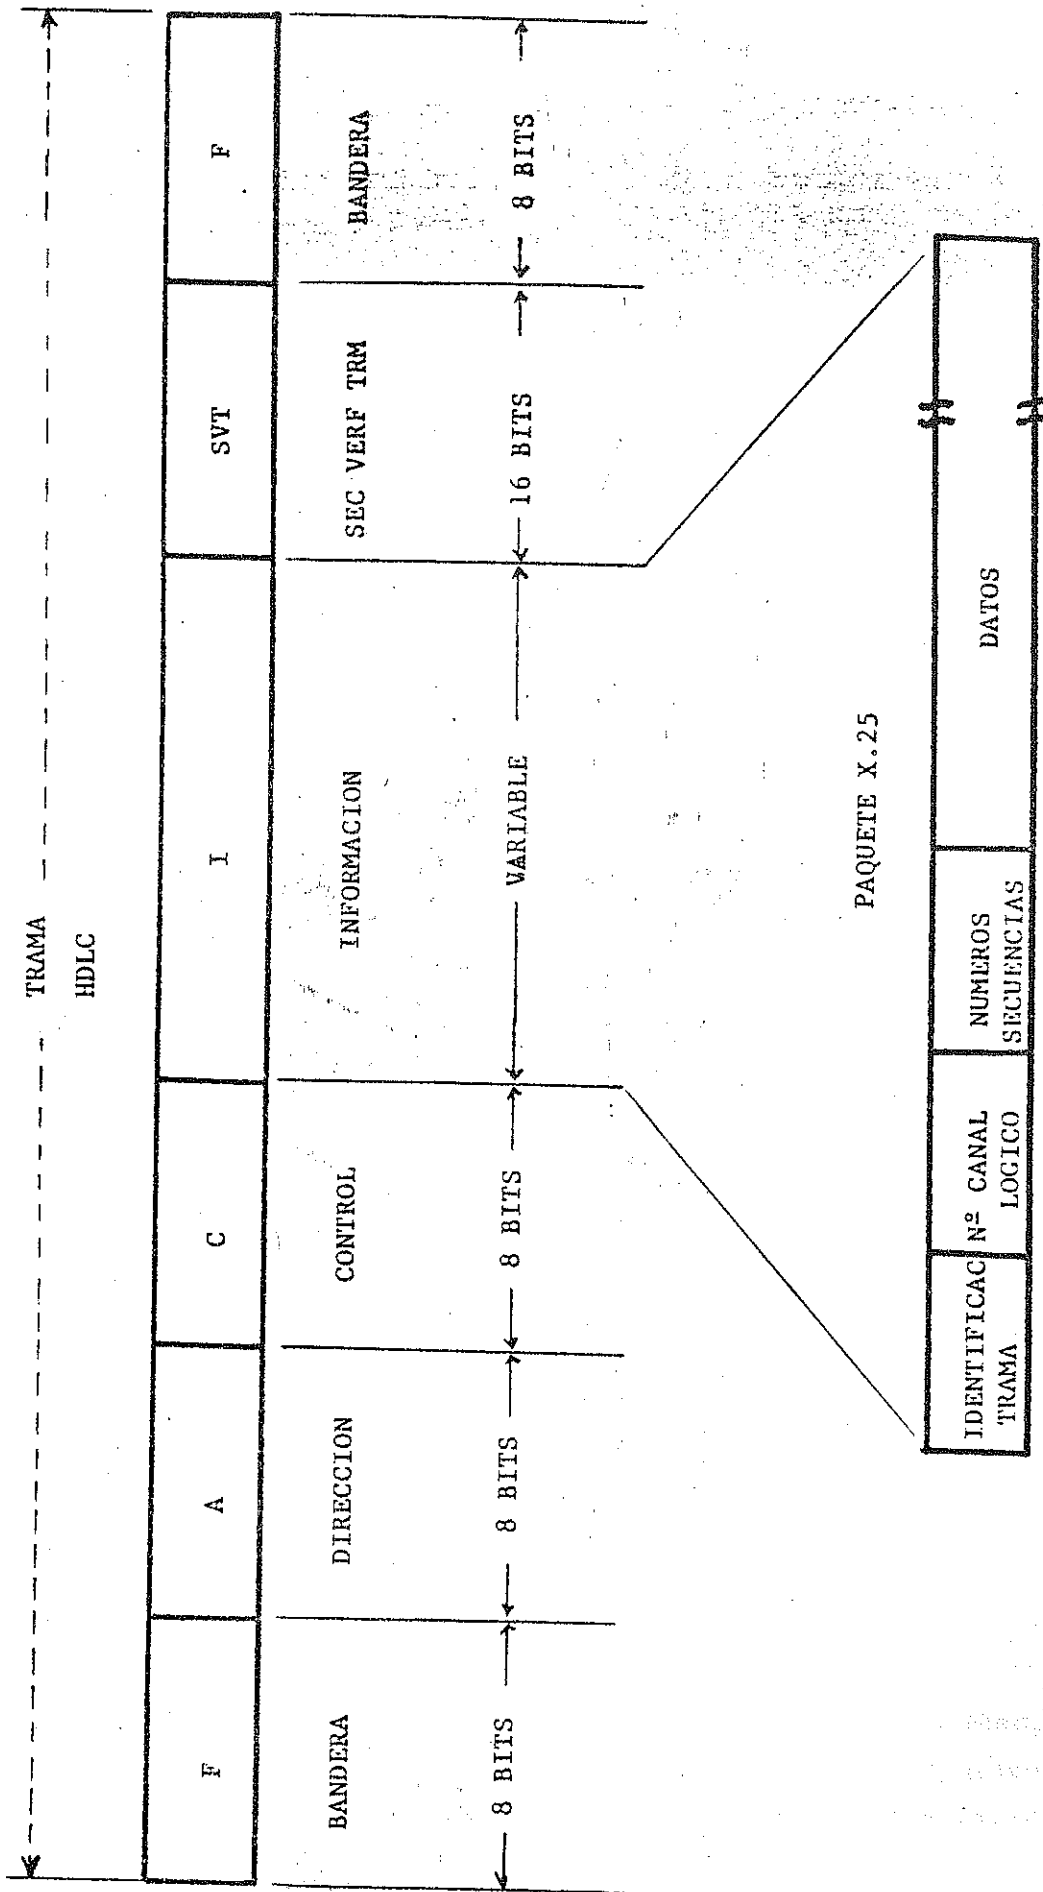 TRAMA
HDLC
F A C I SVT F
BANDERA DIRECCION CONTROL INFORMACION SEC VERF TRM BANDERA
8 BITS 8 BITS 8 BITS VARIABLE 16 BITS 8 BITS
PAQUETE X.25
IDENTIFICAC Nº CANAL NUMEROS DATOS
TRAMA LOGICO SECUENCIAS